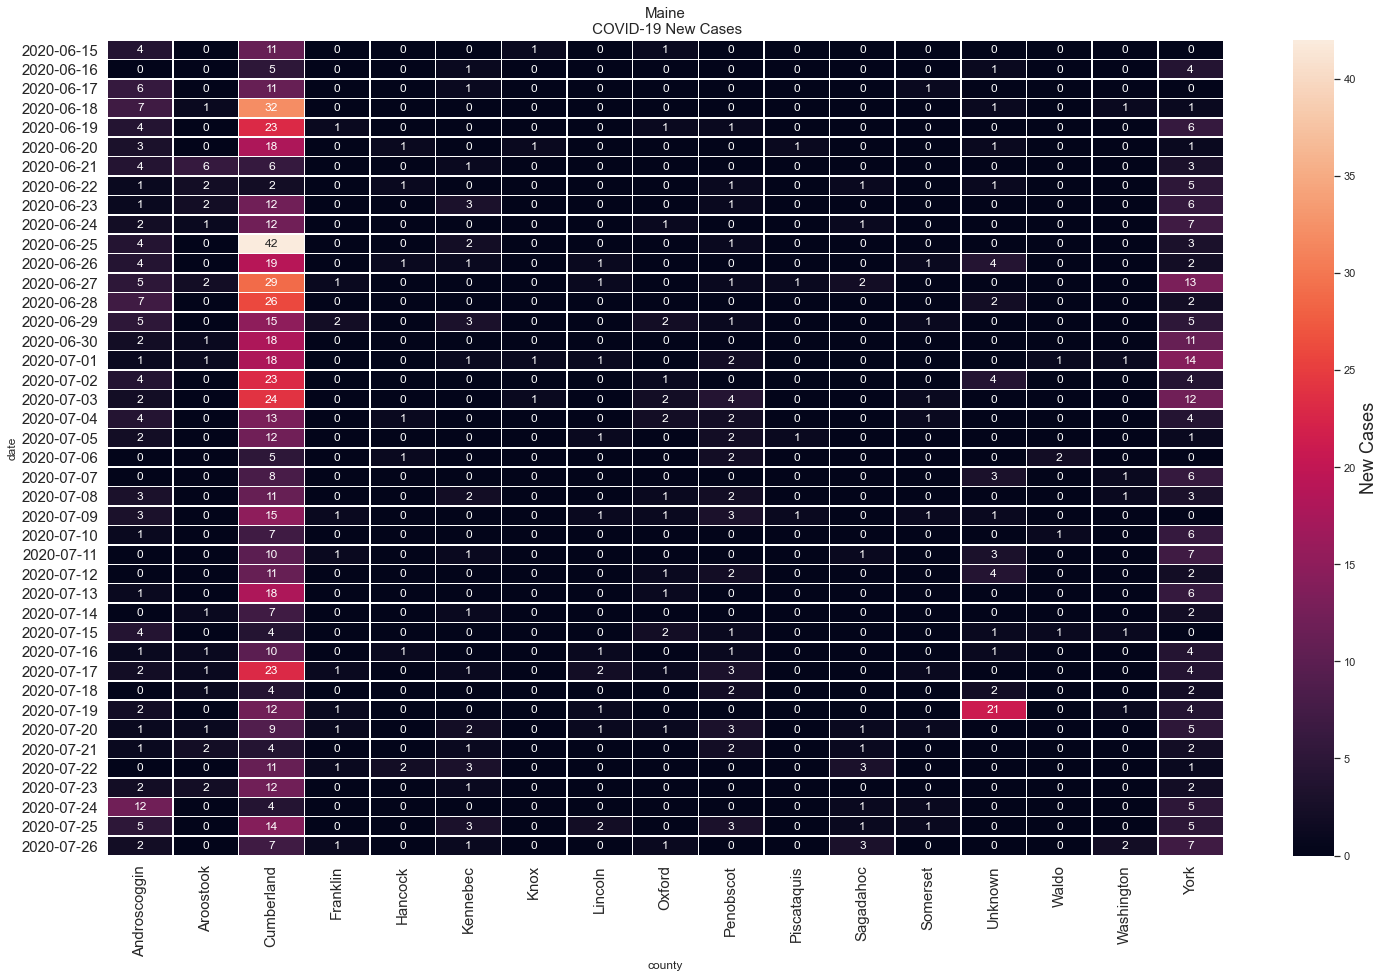 Maine
COVID-19 New Cases
2020-06-15 4 0 11 0 0 0 1 0 1 0 0 0 0 0 0 0 0
2020-06-16 0 0 5 0 0 1 0 0 0 0 0 0 0 1 0 0 4
2020-06-17 6 0 11 0 0 1 0 0 0 0 0 0 1 0 0 0 0
2020-06-18 7 1 32 0 0 0 0 0 0 0 0 0 0 1 0 1 1
2020-06-19 4 0 23 1 0 0 0 0 1 1 0 0 0 0 0 0 6
2020-06-20 3 0 18 0 1 0 1 0 0 0 1 0 0 1 0 0 1
2020-06-21 4 6 6 0 0 1 0 0 0 0 0 0 0 0 0 0 3
2020-06-22 1 2 2 0 1 0 0 0 0 1 0 1 0 1 0 0 5
2020-06-23 1 2 12 0 0 3 0 0 0 1 0 0 0 0 0 0 6
2020-06-24 2 1 12 0 0 0 0 0 1 0 0 1 0 0 0 0 7
2020-06-25 4 0 42 0 0 2 0 0 0 1 0 0 0 0 0 0 3
2020-06-26 4 0 19 0 1 1 0 1 0 0 0 0 1 4 0 0 2
2020-06-27 5 2 29 1 0 0 0 1 0 1 1 2 0 0 0 0 13
2020-06-28 7 0 26 0 0 0 0 0 0 0 0 0 0 2 0 0 2
2020-06-29 5 0 15 2 0 3 0 0 2 1 0 0 1 0 0 0 5
2020-06-30 2 1 18 0 0 0 0 0 0 0 0 0 0 0 0 0 11
2020-07-01 1 1 18 0 0 1 1 1 0 2 0 0 0 0 1 1 14
2020-07-02 4 0 23 0 0 0 0 0 1 0 0 0 0 4 0 0 4
2020-07-03 2 0 24 0 0 0 1 0 2 4 0 0 1 0 0 0 12
2020-07-04 4 0 13 0 1 0 0 0 2 2 0 0 1 0 0 0 4
2020-07-05 2 0 12 0 0 0 0 1 0 2 1 0 0 0 0 0 1
2020-07-06 0 0 5 0 1 0 0 0 0 2 0 0 0 0 2 0 0
2020-07-07 0 0 8 0 0 0 0 0 0 0 0 0 0 3 0 1 6
2020-07-08 3 0 11 0 0 2 0 0 1 2 0 0 0 0 0 1 3
2020-07-09 3 0 15 1 0 0 0 1 1 3 1 0 1 1 0 0 0
2020-07-10 1 0 7 0 0 0 0 0 0 0 0 0 0 0 1 0 6
2020-07-11 0 0 10 1 0 1 0 0 0 0 0 1 0 3 0 0 7
2020-07-12 0 0 11 0 0 0 0 0 1 2 0 0 0 4 0 0 2
2020-07-13 1 0 18 0 0 0 0 0 1 0 0 0 0 0 0 0 6
2020-07-14 0 1 7 0 0 1 0 0 0 0 0 0 0 0 0 0 2
2020-07-15 4 0 4 0 0 0 0 0 2 1 0 0 0 1 1 1 0
2020-07-16 1 1 10 0 1 0 0 1 0 1 0 0 0 1 0 0 4
2020-07-17 2 1 23 1 0 1 0 2 1 3 0 0 1 0 0 0 4
2020-07-18 0 1 4 0 0 0 0 0 0 2 0 0 0 2 0 0 2
2020-07-19 2 0 12 1 0 0 0 1 0 0 0 0 0 21 0 1 4
2020-07-20 1 1 9 1 0 2 0 1 1 3 0 1 1 0 0 0 5
2020-07-21 1 2 4 0 0 1 0 0 0 2 0 1 0 0 0 0 2
2020-07-22 0 0 11 1 2 3 0 0 0 0 0 3 0 0 0 0 1
2020-07-23 2 2 12 0 0 1 0 0 0 0 0 0 0 0 0 0 2
2020-07-24 12 0 4 0 0 0 0 0 0 0 0 1 1 0 0 0 5
2020-07-25 5 0 14 0 0 3 0 2 0 3 0 1 1 0 0 0 5
2020-07-26 2 0 7 1 0 1 0 0 1 0 0 3 0 0 0 2 7
date
Androscoggin Aroostook Cumberland Franklin Hancock Kennebec Knox Lincoln Oxford Penobscot Piscataquis Sagadahoc Somerset Unknown Waldo Washington York
county
40
35
30
25
20
15
10
5
0
New Cases